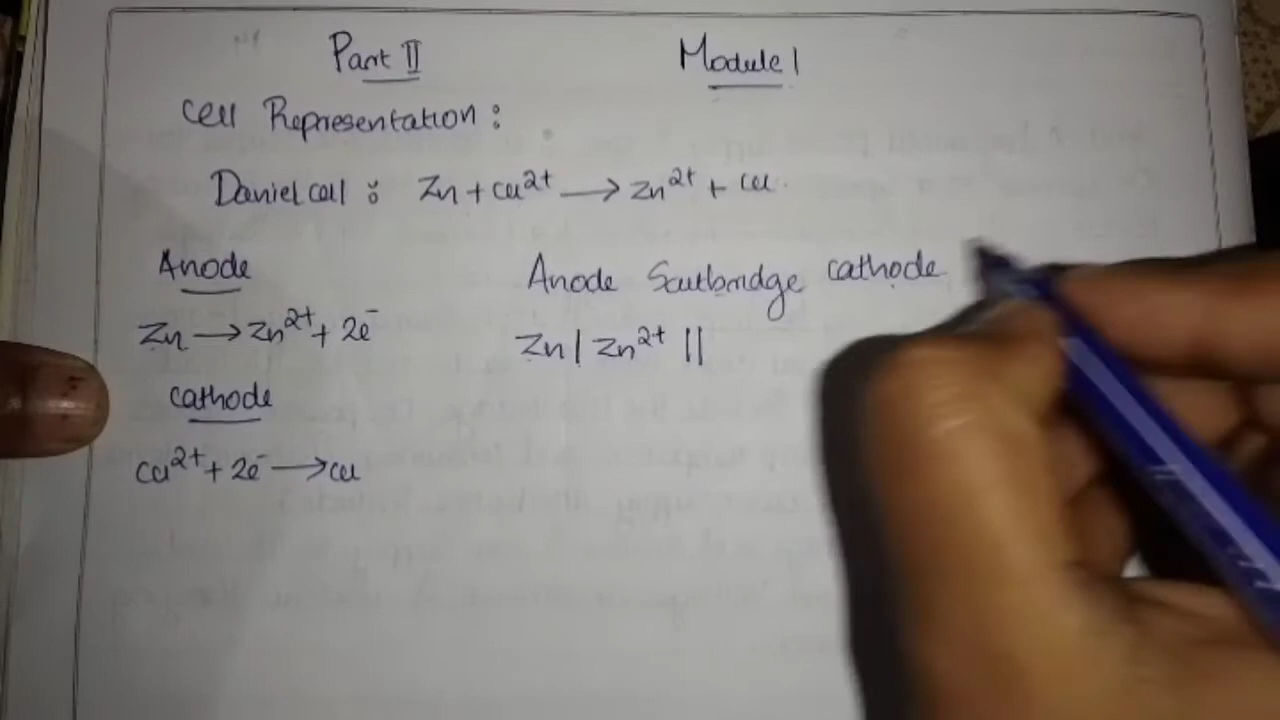 Part II Module 1
Cell Representation :
Daniel cell : Zn + Cu²⁺ → Zn²⁺ + Cu.
Anode
Anode Saltbridge cathode
Zn → Zn²⁺ + 2e⁻
Zn | Zn²⁺ ||
cathode
Cu²⁺ + 2e⁻ → Cu